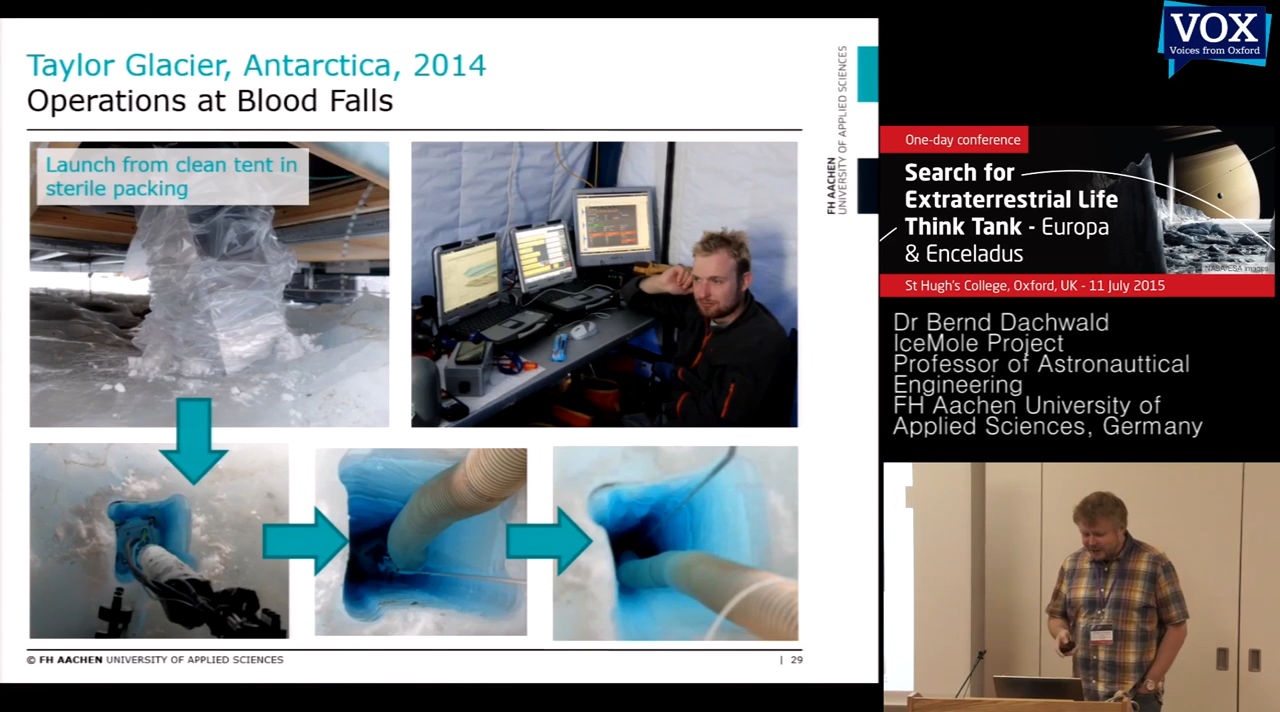 Taylor Glacier, Antarctica, 2014
Operations at Blood Falls
Launch from clean tent in
sterile packing
FH AACHEN
UNIVERSITY OF APPLIED SCIENCES
© FH AACHEN UNIVERSITY OF APPLIED SCIENCES
| 29
VOX
Voices from Oxford
One-day conference
Search for
Extraterrestrial Life
Think Tank - Europa
& Enceladus
NASA/ESA images
St Hugh's College, Oxford, UK - 11 July 2015
Dr Bernd Dachwald
IceMole Project
Professor of Astronauttical
Engineering
FH Aachen University of
Applied Sciences, Germany